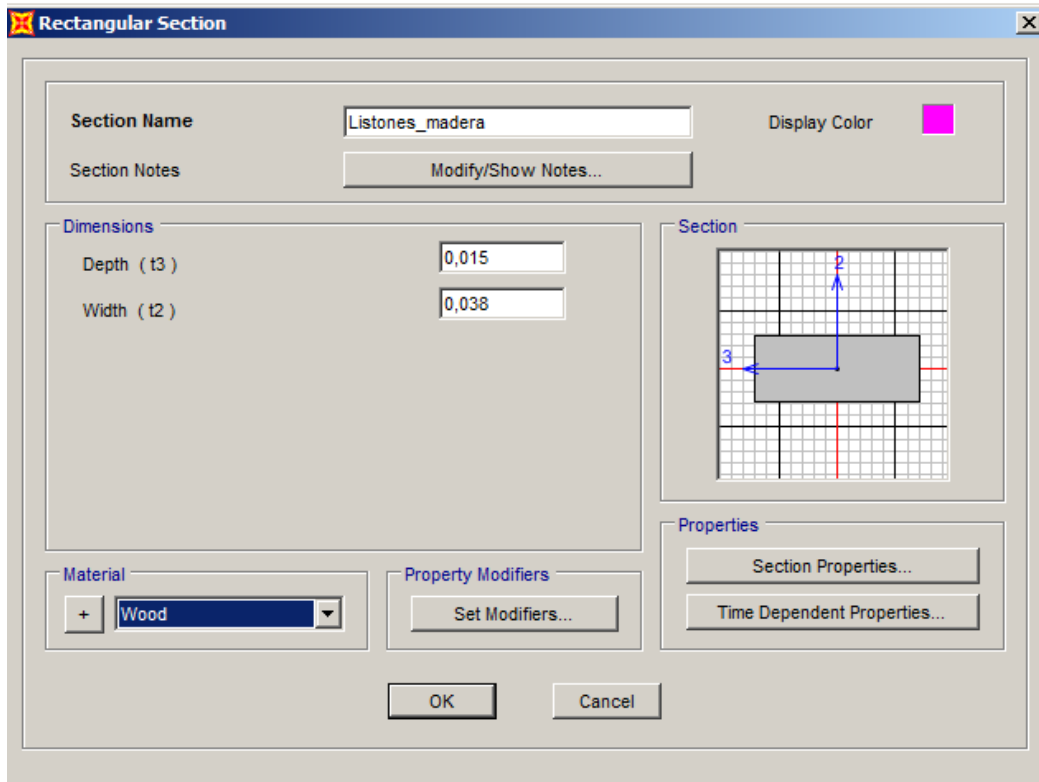 Rectangular Section
Section Name
Listones_madera
Display Color
Section Notes
Modify/Show Notes...
Dimensions
Depth ( t3 )
0,015
Width ( t2 )
0,038
Section
2
3
Properties
Section Properties...
Time Dependent Properties...
Material
+
Wood
Property Modifiers
Set Modifiers...
OK
Cancel